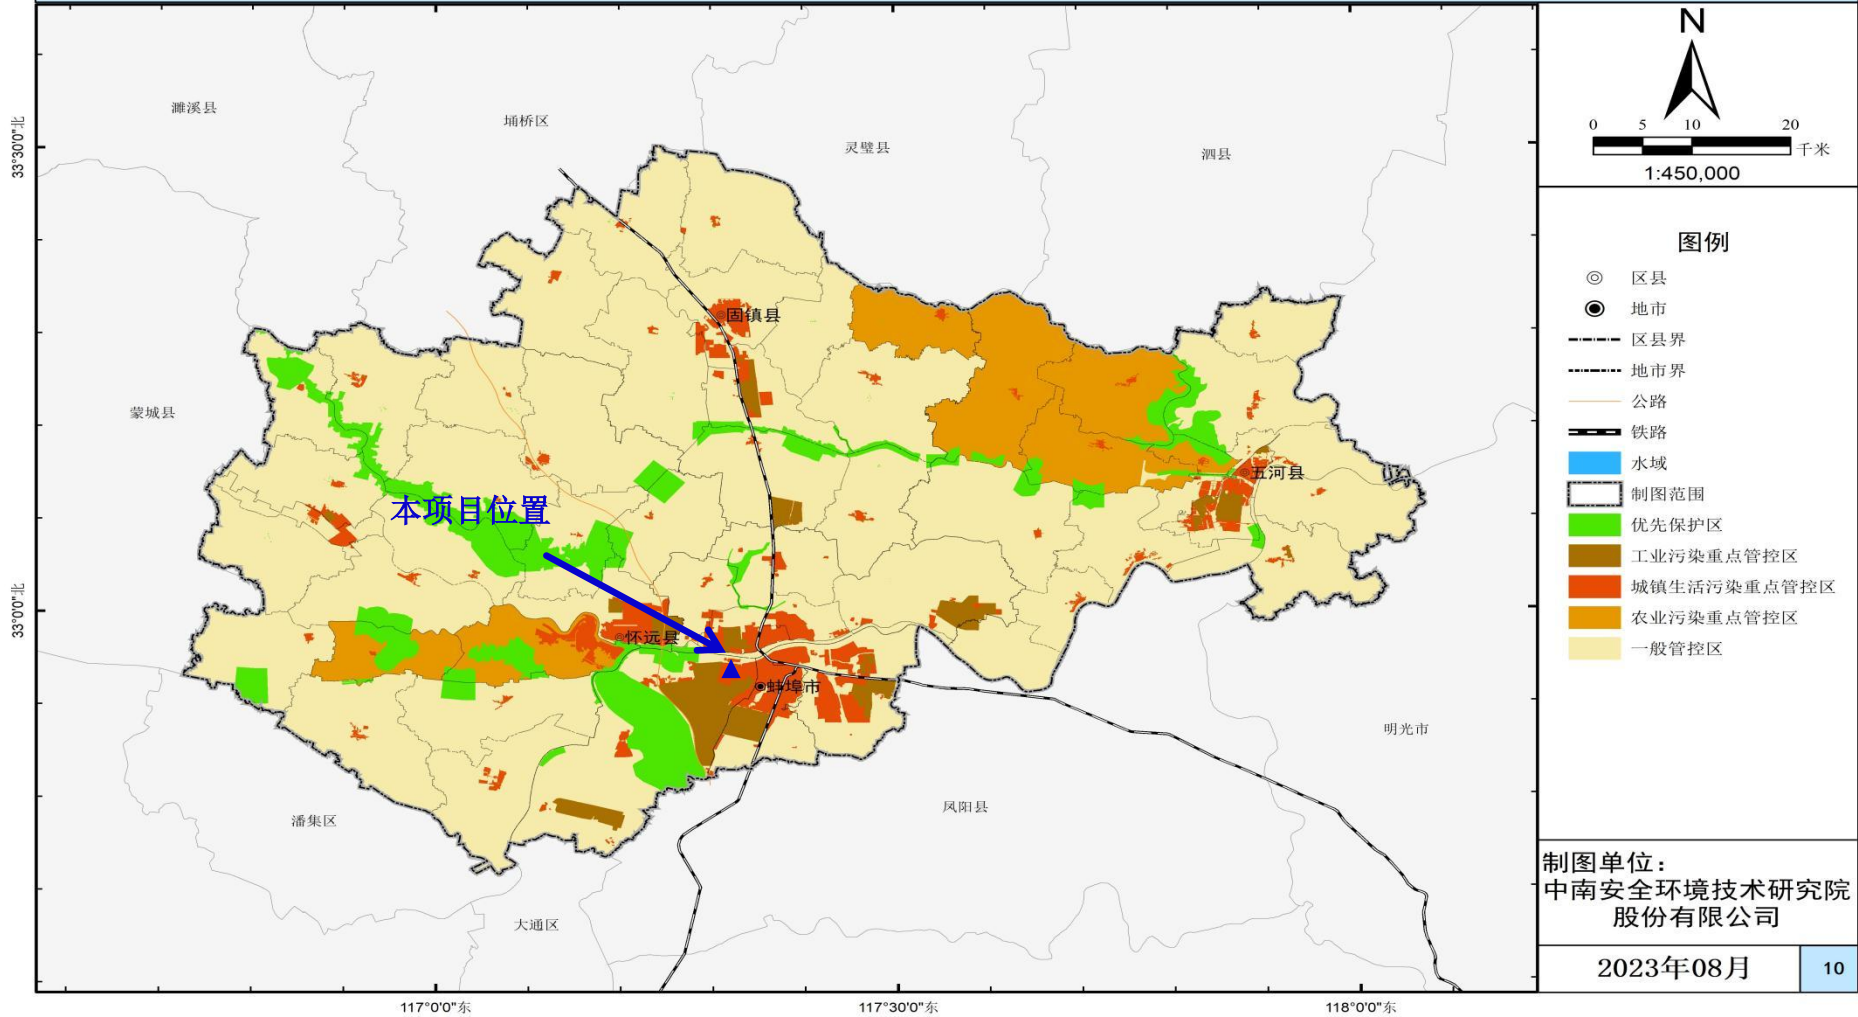 N
0 5 10 20
千米
1:450,000
图例
区县
地市
区县界
地市界
公路
铁路
水域
制图范围
优先保护区
工业污染重点管控区
城镇生活污染重点管控区
农业污染重点管控区
一般管控区
制图单位：
中南安全环境技术研究院
股份有限公司
2023年08月
10
濉溪县
埇桥区
灵璧县
泗县
固镇县
蒙城县
五河县
本项目位置
怀远县
蚌埠市
明光市
凤阳县
潘集区
大通区
33°30'0"北
33°0'0"北
117°0'0"东
117°30'0"东
118°0'0"东